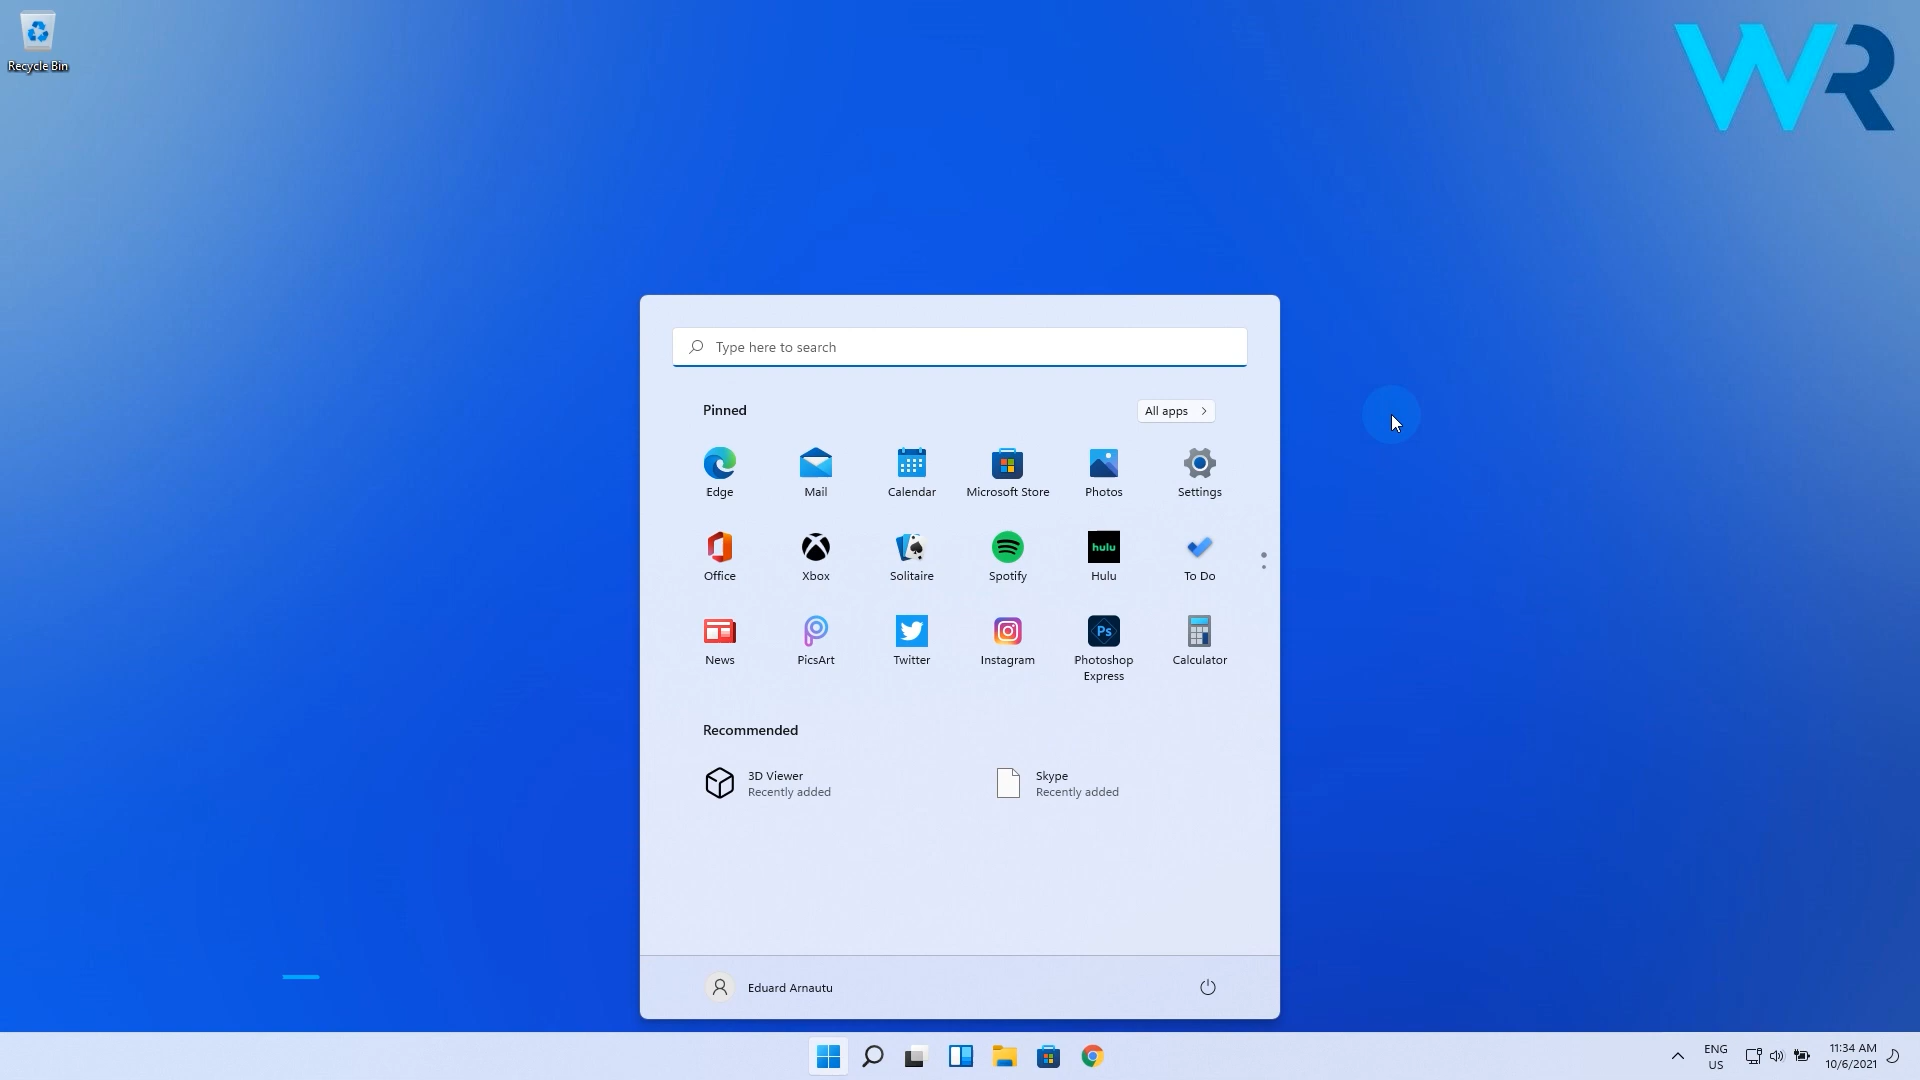 Recycle Bin
WR
Type here to search
Pinned
All apps
Edge
Mail
Calendar
Microsoft Store
Photos
Settings
Office
Xbox
Solitaire
Spotify
hulu
Hulu
To Do
News
PicsArt
Twitter
Instagram
Ps
Photoshop
Express
Calculator
Recommended
3D Viewer
Recently added
Skype
Recently added
Eduard Arnautu
ENG
US
11:34 AM
10/6/2021